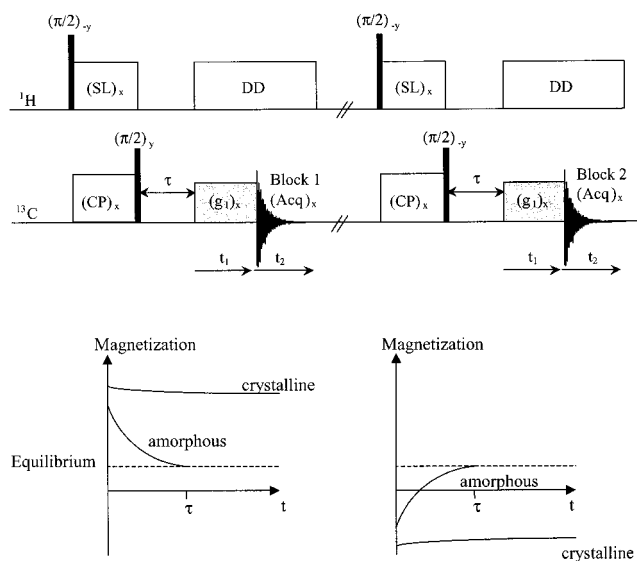 (π/2)-y
(π/2)-y
(SL)x
DD
(SL)x
DD
¹H
//
(π/2)y
(π/2)-y
τ
Block 1
τ
Block 2
(CP)x
(g₁)x
(Acq)x
(CP)x
(g₁)x
(Acq)x
¹³C
//
t₁
t₂
t₁
t₂
Magnetization
Magnetization
crystalline
amorphous
Equilibrium
amorphous
τ
t
τ
t
crystalline